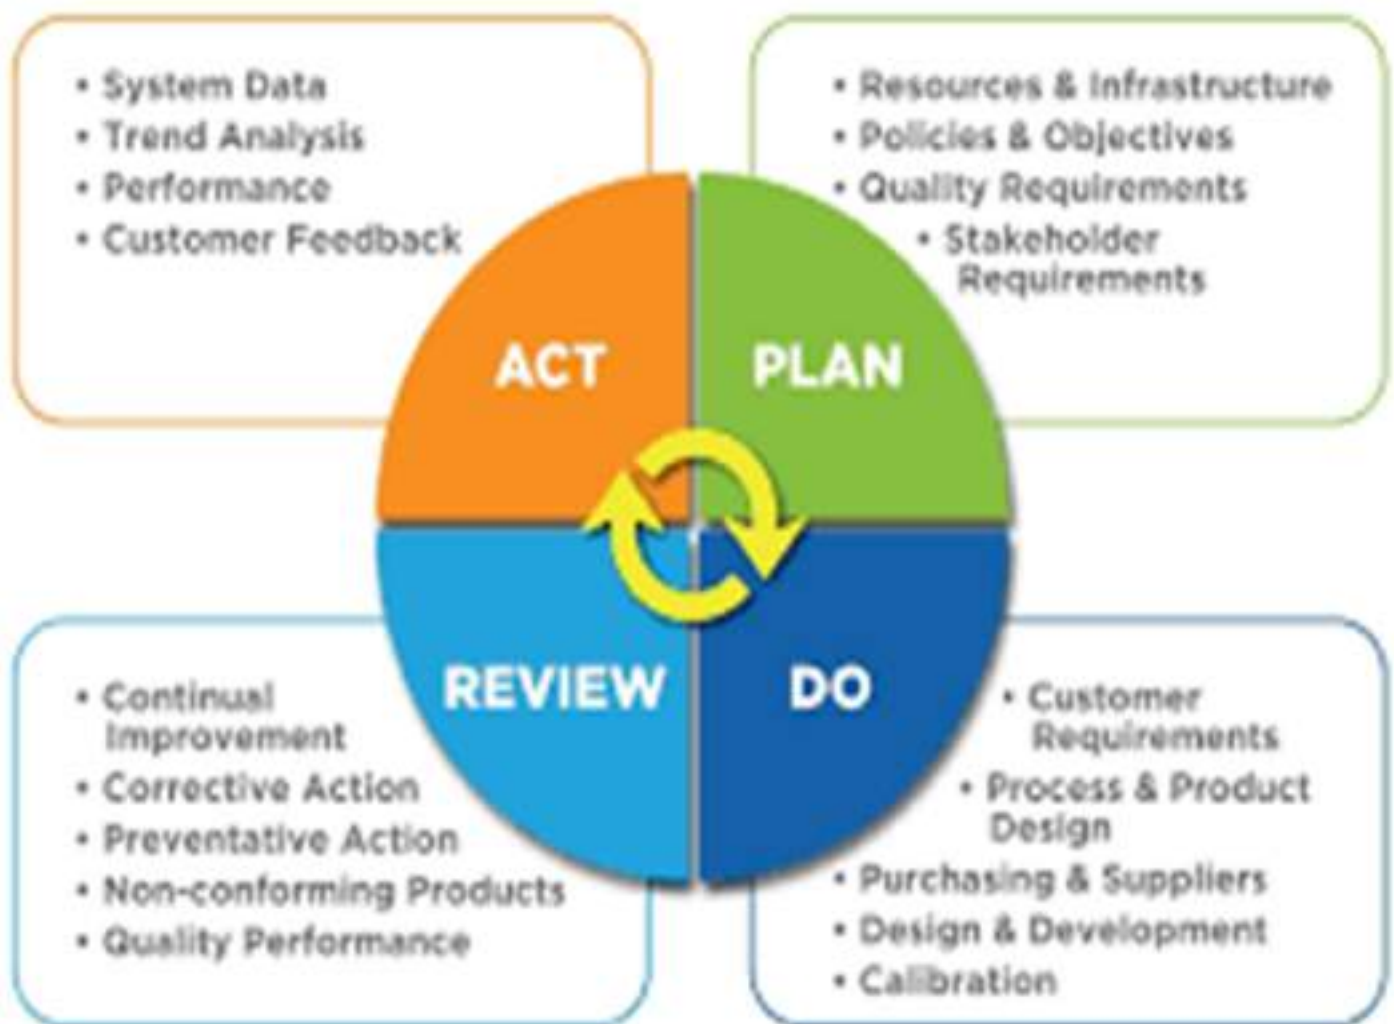 • System Data
• Trend Analysis
• Performance
• Customer Feedback
• Resources & Infrastructure
• Policies & Objectives
• Quality Requirements
• Stakeholder
Requirements
ACT
PLAN
REVIEW
DO
• Continual
Improvement
• Corrective Action
• Preventative Action
• Non-conforming Products
• Quality Performance
• Customer
Requirements
• Process & Product
Design
• Purchasing & Suppliers
• Design & Development
• Calibration